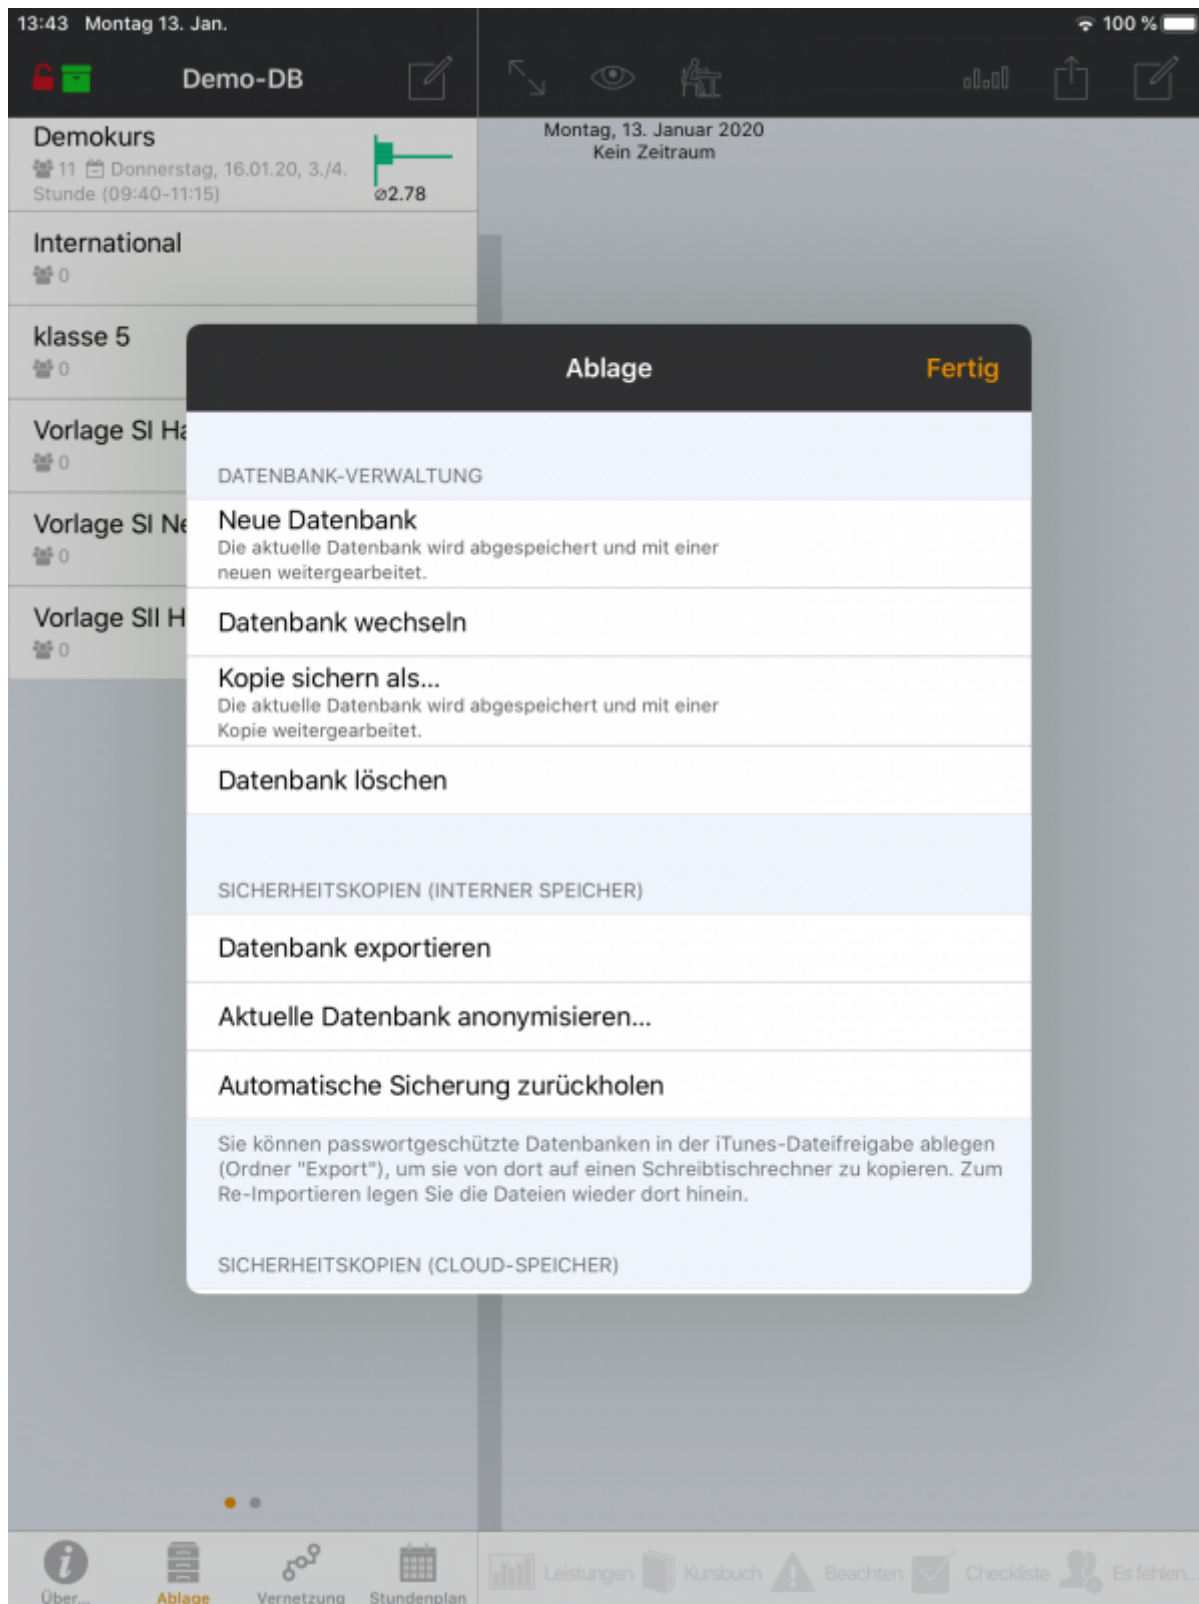 13:43 Montag 13. Jan.
100 %
Demo-DB
Demokurs
11 Donnerstag, 16.01.20, 3./4.
Stunde (09:40-11:15)
⌀2.78
International
0
klasse 5
0
Vorlage SI Ha
0
Vorlage SI Ne
0
Vorlage SII H
0
Montag, 13. Januar 2020
Kein Zeitraum
Ablage
Fertig
DATENBANK-VERWALTUNG
Neue Datenbank
Die aktuelle Datenbank wird abgespeichert und mit einer
neuen weitergearbeitet.
Datenbank wechseln
Kopie sichern als...
Die aktuelle Datenbank wird abgespeichert und mit einer
Kopie weitergearbeitet.
Datenbank löschen
SICHERHEITSKOPIEN (INTERNER SPEICHER)
Datenbank exportieren
Aktuelle Datenbank anonymisieren...
Automatische Sicherung zurückholen
Sie können passwortgeschützte Datenbanken in der iTunes-Dateifreigabe ablegen
(Ordner "Export"), um sie von dort auf einen Schreibtischrechner zu kopieren. Zum
Re-Importieren legen Sie die Dateien wieder dort hinein.
SICHERHEITSKOPIEN (CLOUD-SPEICHER)
Über...
Ablage
Vernetzung
Stundenplan
Leistungen
Kursbuch
Beachten
Checkliste
Es fehlen...